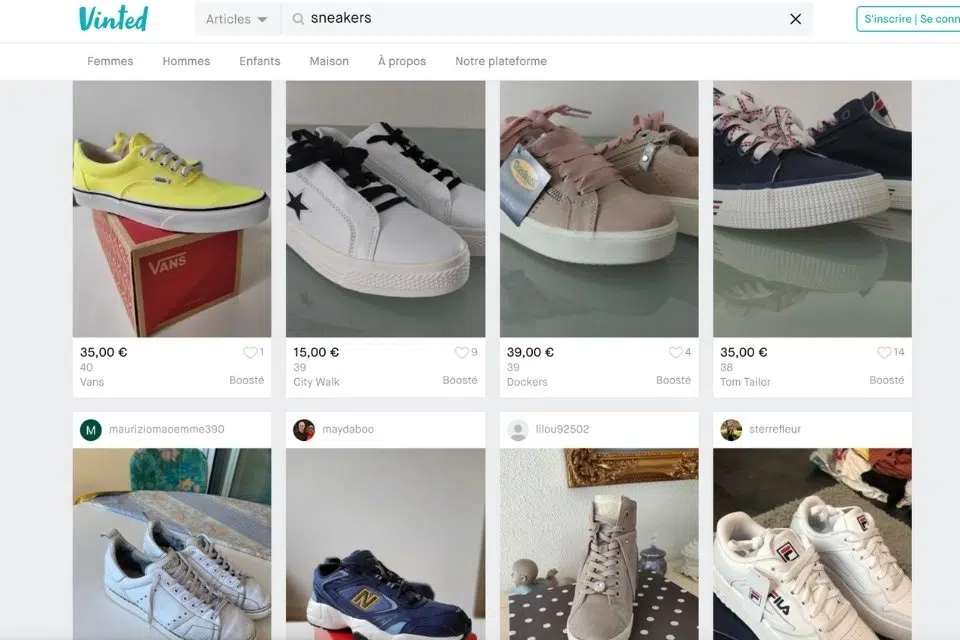 Vinted
Articles
sneakers
S'inscrire | Se conn
Femmes
Hommes
Enfants
Maison
À propos
Notre plateforme
VANS
35,00 €
1
40
Vans
Boosté
15,00 €
9
39
City Walk
Boosté
39,00 €
4
39
Dockers
Boosté
35,00 €
14
38
Tom Tailor
Boosté
M
mauriziomaoemme390
maydaboo
lilou92502
sterrefleur
N
FILA